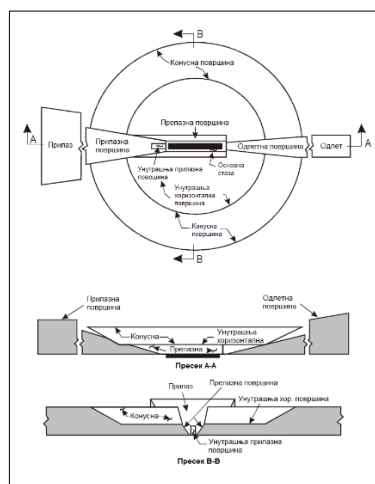 B
Конусна површина
Прелазна површина
A
A
Прилаз
Прилазна
површина
Одлетна површина
Одлет
Унутрашња прилазна
површина
Основна
стаза
Унутрашња
хоризонтална
површина
Конусна
површина
B
Прилазна
површина
Одлетна
површина
Конусна
Унутрашња
хоризонтална
Прелазна
Пресек А-А
Прилаз
Прелазна површина
Конусна
Унутрашња хор. површина
Унутрашња прилазна
површина
Пресек B-B